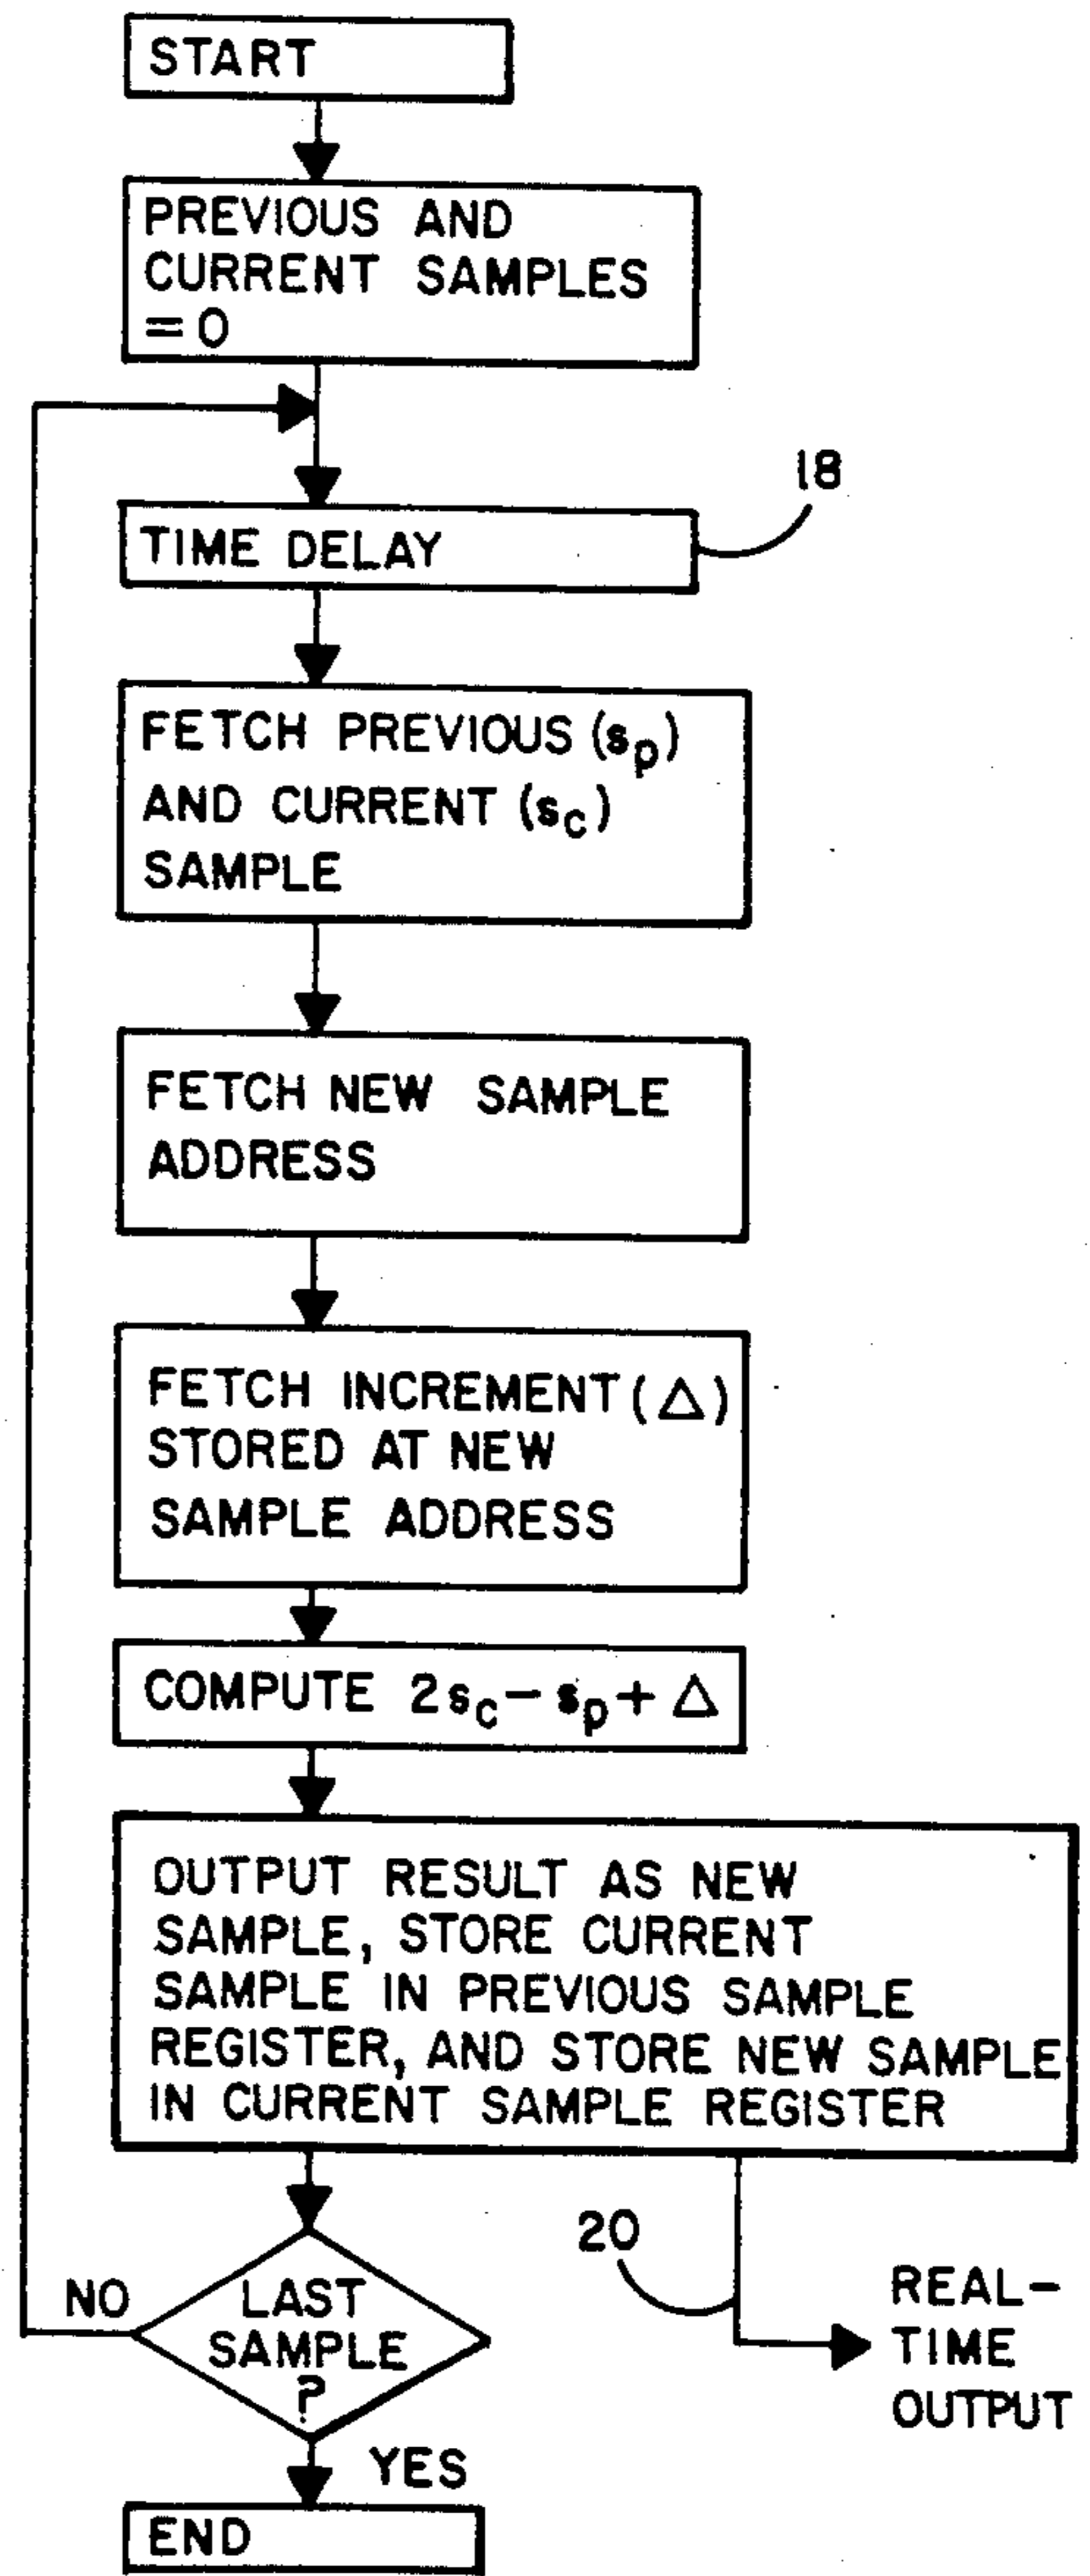 START
PREVIOUS AND
CURRENT SAMPLES
= 0
18
TIME DELAY
FETCH PREVIOUS (sₚ)
AND CURRENT (s_c)
SAMPLE
FETCH NEW SAMPLE
ADDRESS
FETCH INCREMENT (△)
STORED AT NEW
SAMPLE ADDRESS
COMPUTE 2s_c − sₚ + △
OUTPUT RESULT AS NEW
SAMPLE, STORE CURRENT
SAMPLE IN PREVIOUS SAMPLE
REGISTER, AND STORE NEW SAMPLE
IN CURRENT SAMPLE REGISTER
20
NO
LAST
SAMPLE
?
REAL-
TIME
OUTPUT
YES
END